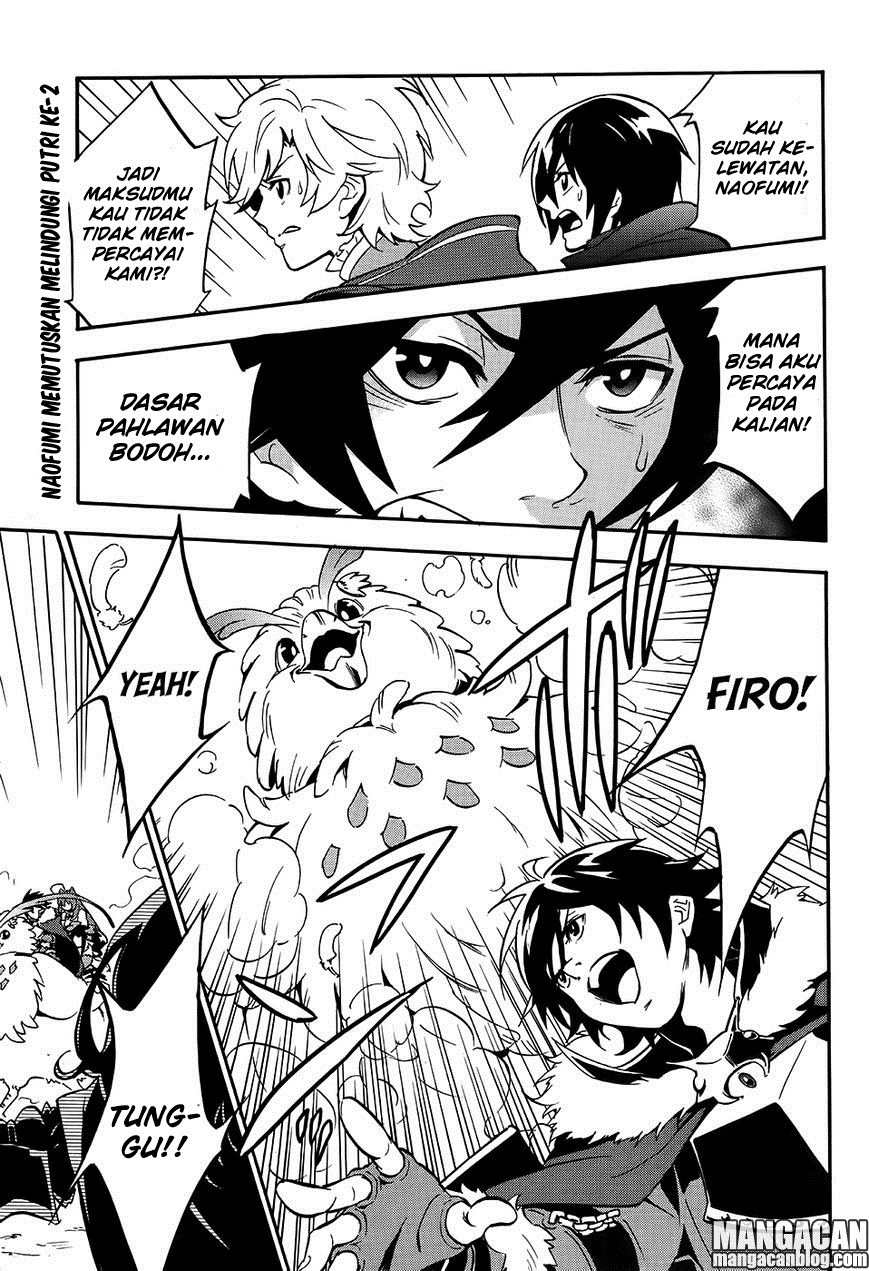 NAOFUMI MEMUTUSKAN MELINDUNGI PUTRI KE-2
KAU
SUDAH KE-
LEWATAN,
NAOFUMI!
JADI
MAKSUDMU
KAU TIDAK
TIDAK MEM-
PERCAYAI
KAMI?!
MANA
BISA AKU
PERCAYA
PADA
KALIAN!
DASAR
PAHLAWAN
BODOH...
FIRO!
YEAH!
TUNG-
GU!!
MANGACAN
mangacanblog.com